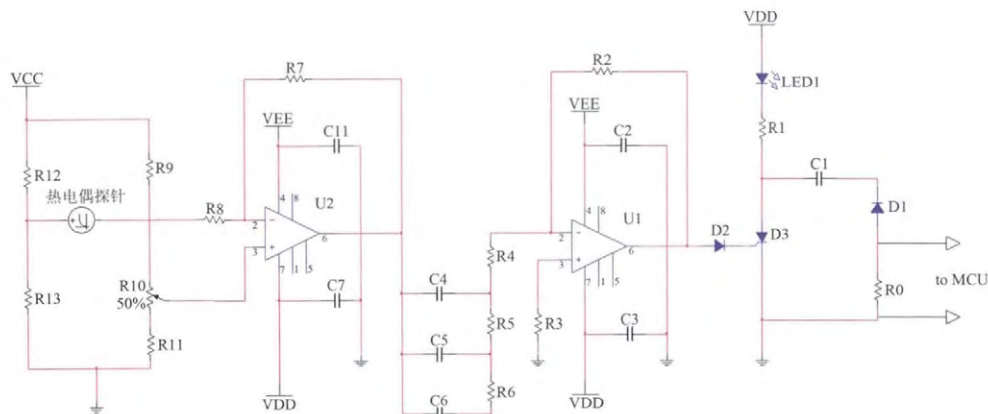 VDD
R7
R2
LED1
VCC
VEE
C11
VEE
C2
R1
R12
R9
C1
热电偶探针
4
8
U2
4
8
U1
D1
R8
2
6
3
7
1
5
2
6
3
7
1
5
D2
D3
R4
R13
R10
50%
C7
C4
R3
R0
to MCU
R11
R5
C3
C5
R6
VDD
C6
VDD